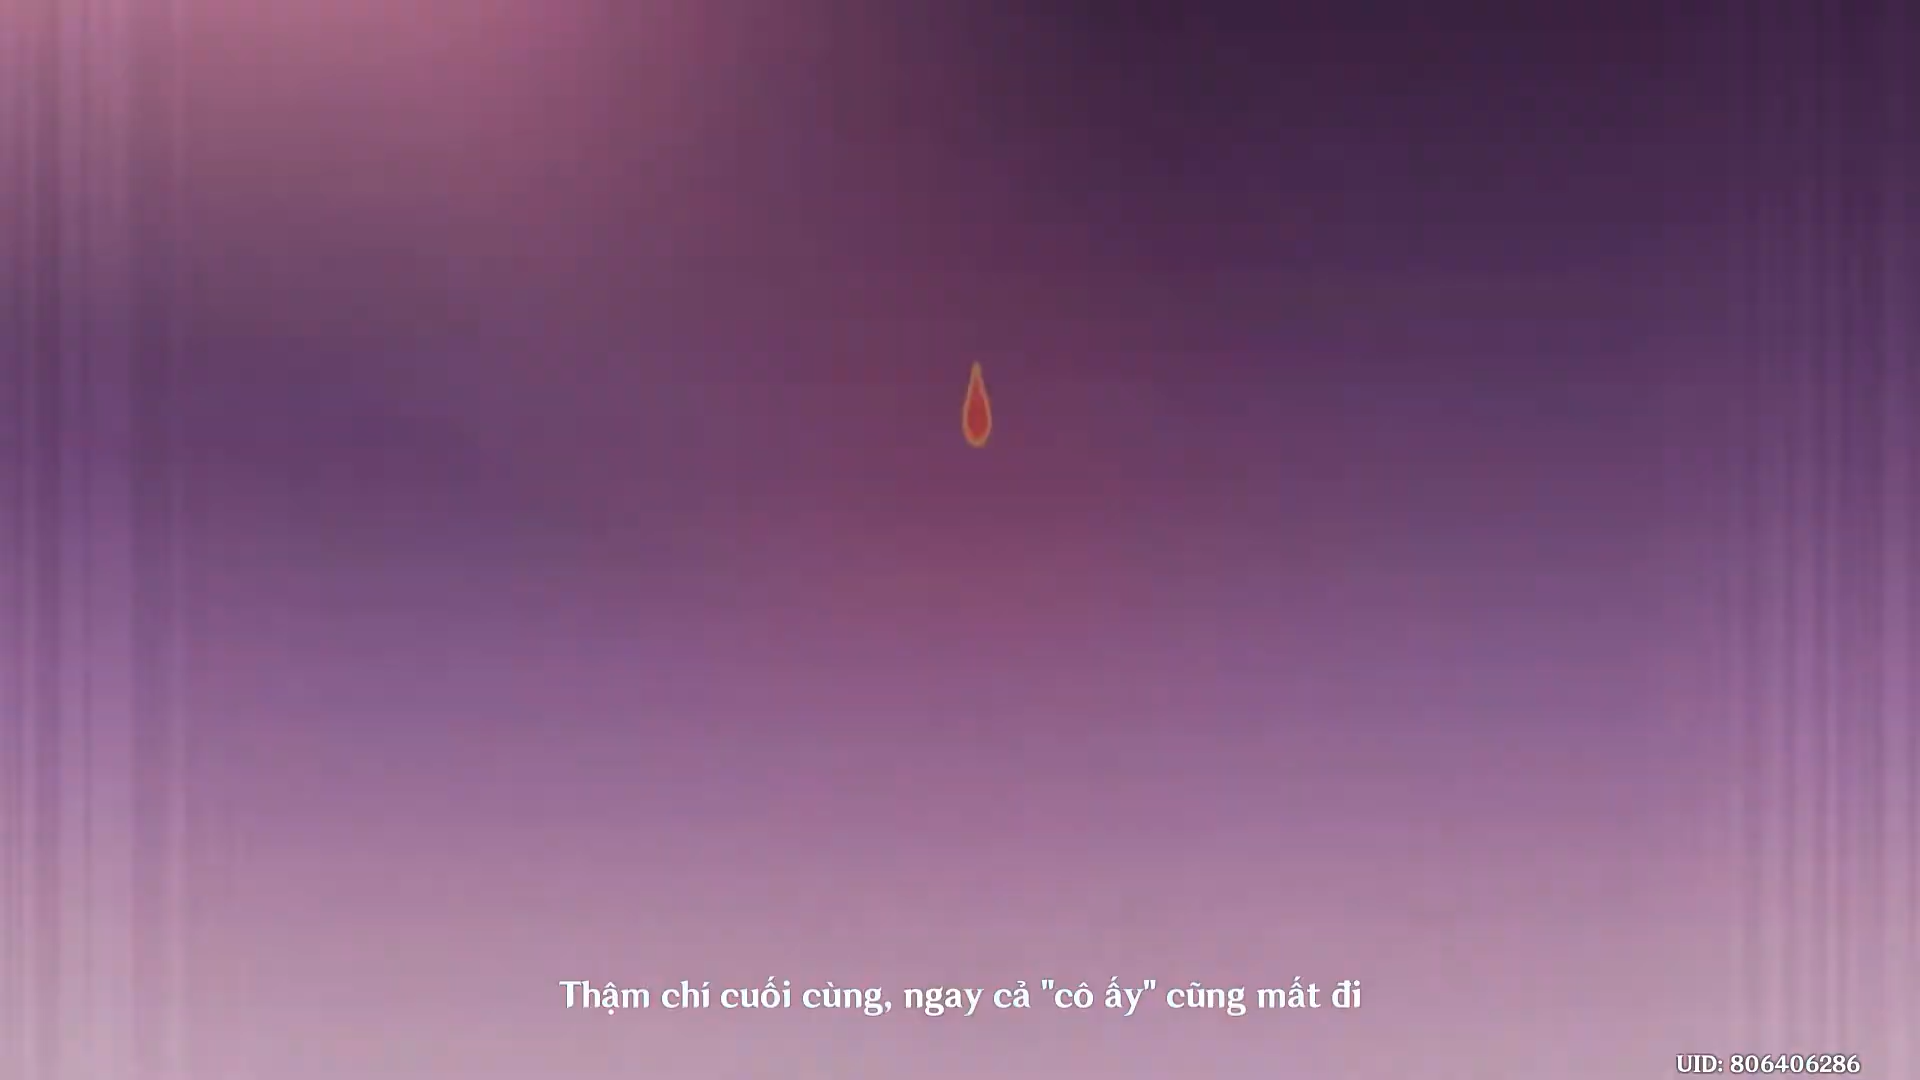 Thậm chí cuối cùng, ngay cả "cô ấy" cũng mất đi
UID: 806406286